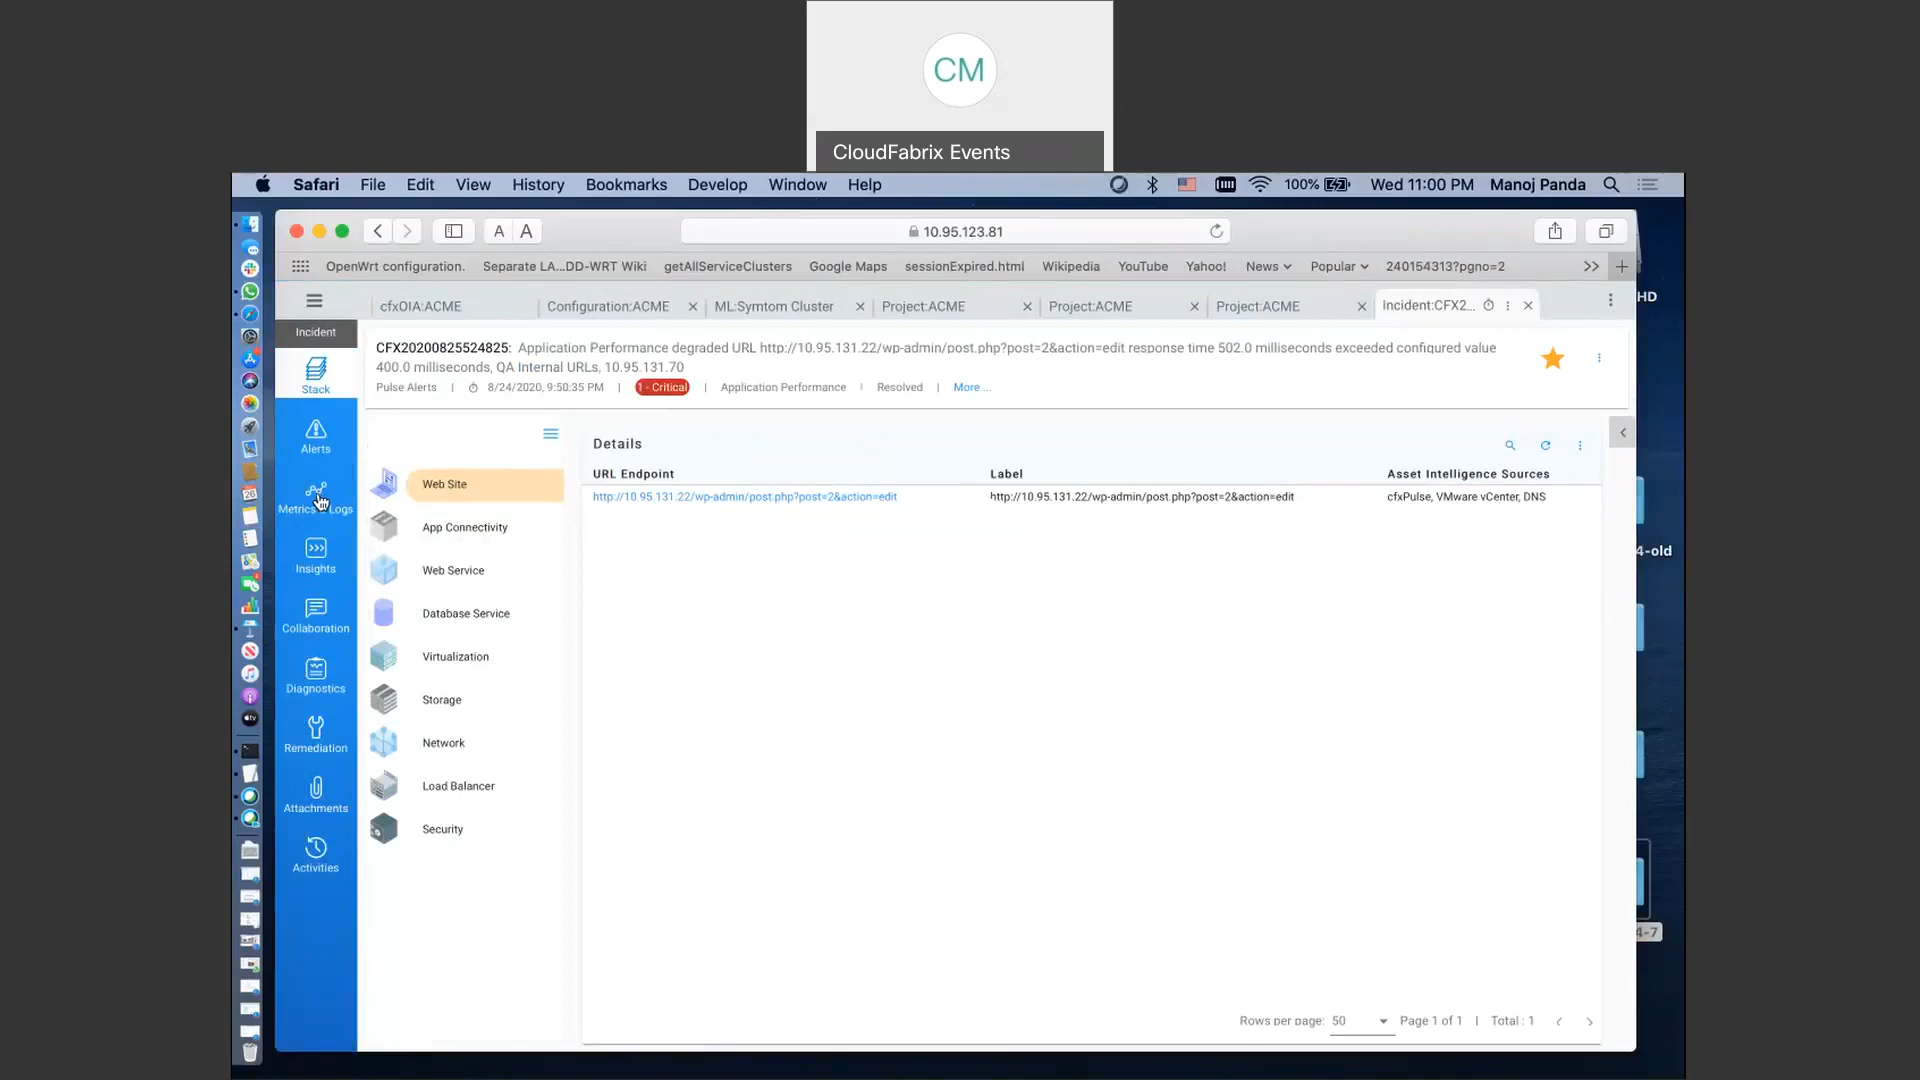 CM
CloudFabrix Events
Safari File Edit View History Bookmarks Develop Window Help 100% Wed 11:00 PM Manoj Panda
A A 10.95.123.81
OpenWrt configuration. Separate LA...DD-WRT Wiki getAllServiceClusters Google Maps sessionExpired.html Wikipedia YouTube Yahoo! News Popular 240154313?pgno=2
cfxOIA:ACME Configuration:ACME ML:Symtom Cluster Project:ACME Project:ACME Project:ACME Incident:CFX2...
HD
Incident
CFX20200825524825: Application Performance degraded URL http://10.95.131.22/wp-admin/post.php?post=2&action=edit response time 502.0 milliseconds exceeded configured value
400.0 milliseconds, QA Internal URLs, 10.95.131.70
Pulse Alerts | 8/24/2020, 9:50:35 PM | 1 - Critical | Application Performance | Resolved | More ...
Stack
Alerts
Metrics & Logs
Insights
Collaboration
Diagnostics
Remediation
Attachments
Activities
Web Site
App Connectivity
Web Service
Database Service
Virtualization
Storage
Network
Load Balancer
Security
Details
URL Endpoint Label Asset Intelligence Sources
http://10.95.131.22/wp-admin/post.php?post=2&action=edit http://10.95.131.22/wp-admin/post.php?post=2&action=edit cfxPulse, VMware vCenter, DNS
4-old
4-7
Rows per page: 50 Page 1 of 1 | Total : 1